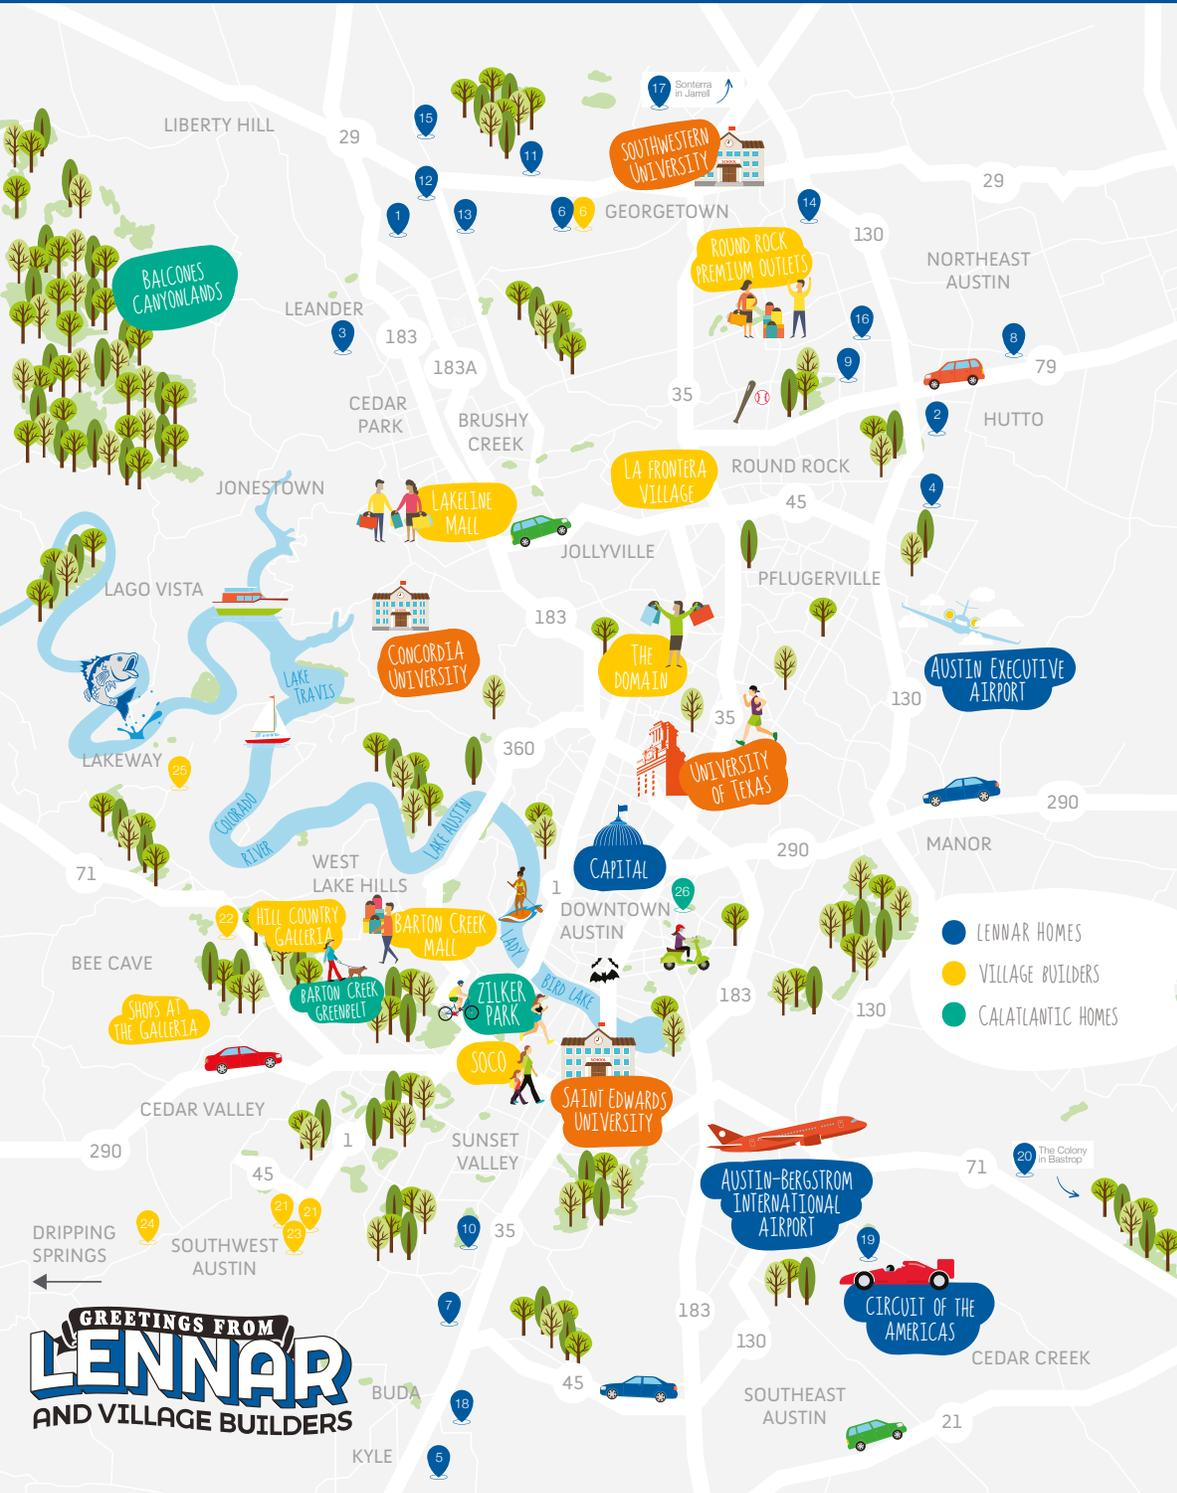 17
Sonterra
in Jarrell
15
LIBERTY HILL
29
11
SOUTHWESTERN
UNIVERSITY
SCHOOL
12
29
1
13
6
6
GEORGETOWN
14
130
ROUND ROCK
PREMIUM OUTLETS
NORTHEAST
AUSTIN
BALCONES
CANYONLANDS
LEANDER
3
183
16
8
183A
9
79
35
CEDAR
PARK
BRUSHY
CREEK
2
HUTTO
LA FRONTERA
VILLAGE
ROUND ROCK
JONESTOWN
LAKELINE
MALL
4
45
JOLLYVILLE
PFLUGERVILLE
LAGO VISTA
183
CONCORDIA
UNIVERSITY
THE
DOMAIN
AUSTIN EXECUTIVE
AIRPORT
LAKE
TRAVIS
130
35
360
LAKEWAY
25
UNIVERSITY
OF TEXAS
290
COLORADO
RIVER
LAKE AUSTIN
MANOR
290
CAPITAL
71
WEST
LAKE HILLS
1
26
DOWNTOWN
AUSTIN
22
HILL COUNTRY
GALLERIA
BARTON CREEK
MALL
LADY
BIRD LAKE
LENNAR HOMES
VILLAGE BUILDERS
CALATLANTIC HOMES
BEE CAVE
BARTON CREEK
GREENBELT
ZILKER
PARK
183
130
SHOPS AT
THE GALLERIA
SOCO
SCHOOL
SAINT EDWARDS
UNIVERSITY
CEDAR VALLEY
290
1
SUNSET
VALLEY
45
20
The Colony
in Bastrop
71
AUSTIN-BERGSTROM
INTERNATIONAL
AIRPORT
21
21
24
23
10
35
19
DRIPPING
SPRINGS
SOUTHWEST
AUSTIN
7
183
130
CIRCUIT OF THE
AMERICAS
CEDAR CREEK
GREETINGS FROM
LENNAR
AND VILLAGE BUILDERS
45
BUDA
18
SOUTHEAST
AUSTIN
21
KYLE
5